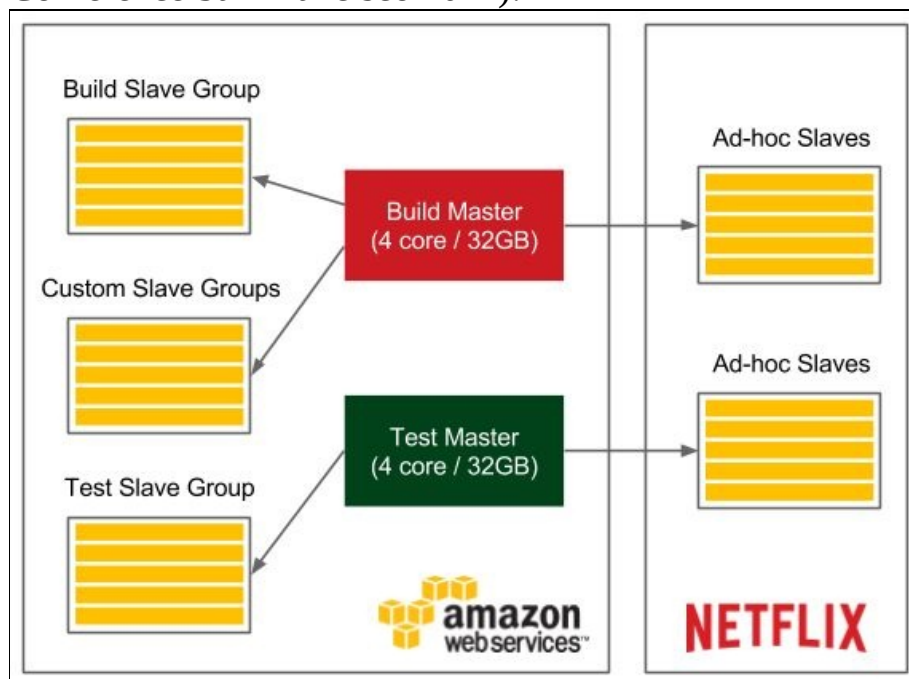 Build Slave Group
Ad-hoc Slaves
Build Master
(4 core / 32GB)
Custom Slave Groups
Ad-hoc Slaves
Test Master
(4 core / 32GB)
Test Slave Group
amazon
webservices™
NETFLIX